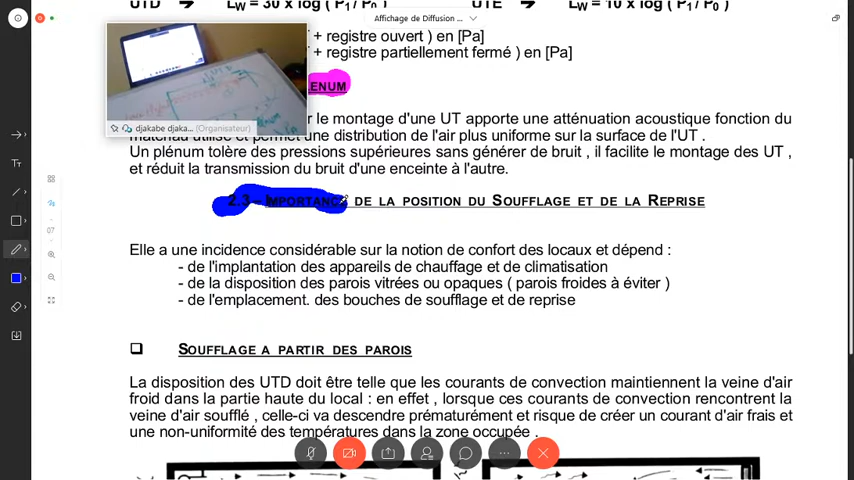 Affichage de Diffusion ...
UTD → LW = 30 x log ( P1 / P0 ) UTE → LW = 10 x log ( P1 / P0 )
+ registre ouvert ) en [Pa]
+ registre partiellement fermé ) en [Pa]
LENUM
r le montage d'une UT apporte une atténuation acoustique fonction du
matériau utilisé et permet une distribution de l'air plus uniforme sur la surface de l'UT .
Un plénum tolère des pressions supérieures sans générer de bruit , il facilite le montage des UT ,
et réduit la transmission du bruit d'une enceinte à l'autre.
djakabe djaka... (Organisateur)
2.3 – IMPORTANCE DE LA POSITION DU SOUFFLAGE ET DE LA REPRISE
Elle a une incidence considérable sur la notion de confort des locaux et dépend :
- de l'implantation des appareils de chauffage et de climatisation
- de la disposition des parois vitrées ou opaques ( parois froides à éviter )
- de l'emplacement. des bouches de soufflage et de reprise
SOUFFLAGE A PARTIR DES PAROIS
La disposition des UTD doit être telle que les courants de convection maintiennent la veine d'air
froid dans la partie haute du local : en effet , lorsque ces courants de convection rencontrent la
veine d'air soufflé , celle-ci va descendre prématurément et risque de créer un courant d'air frais et
une non-uniformité des températures dans la zone occupée .
07
Tт